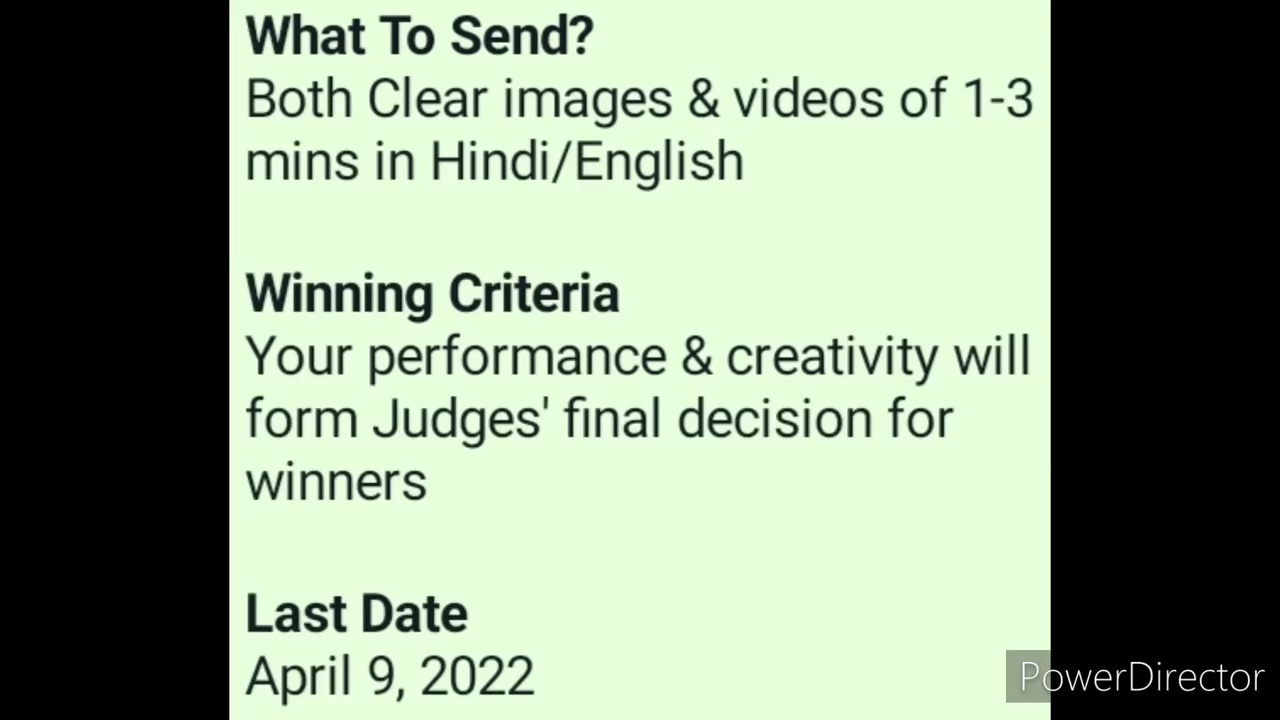 What To Send?
Both Clear images & videos of 1-3
mins in Hindi/English
Winning Criteria
Your performance & creativity will
form Judges' final decision for
winners
Last Date
April 9, 2022
PowerDirector